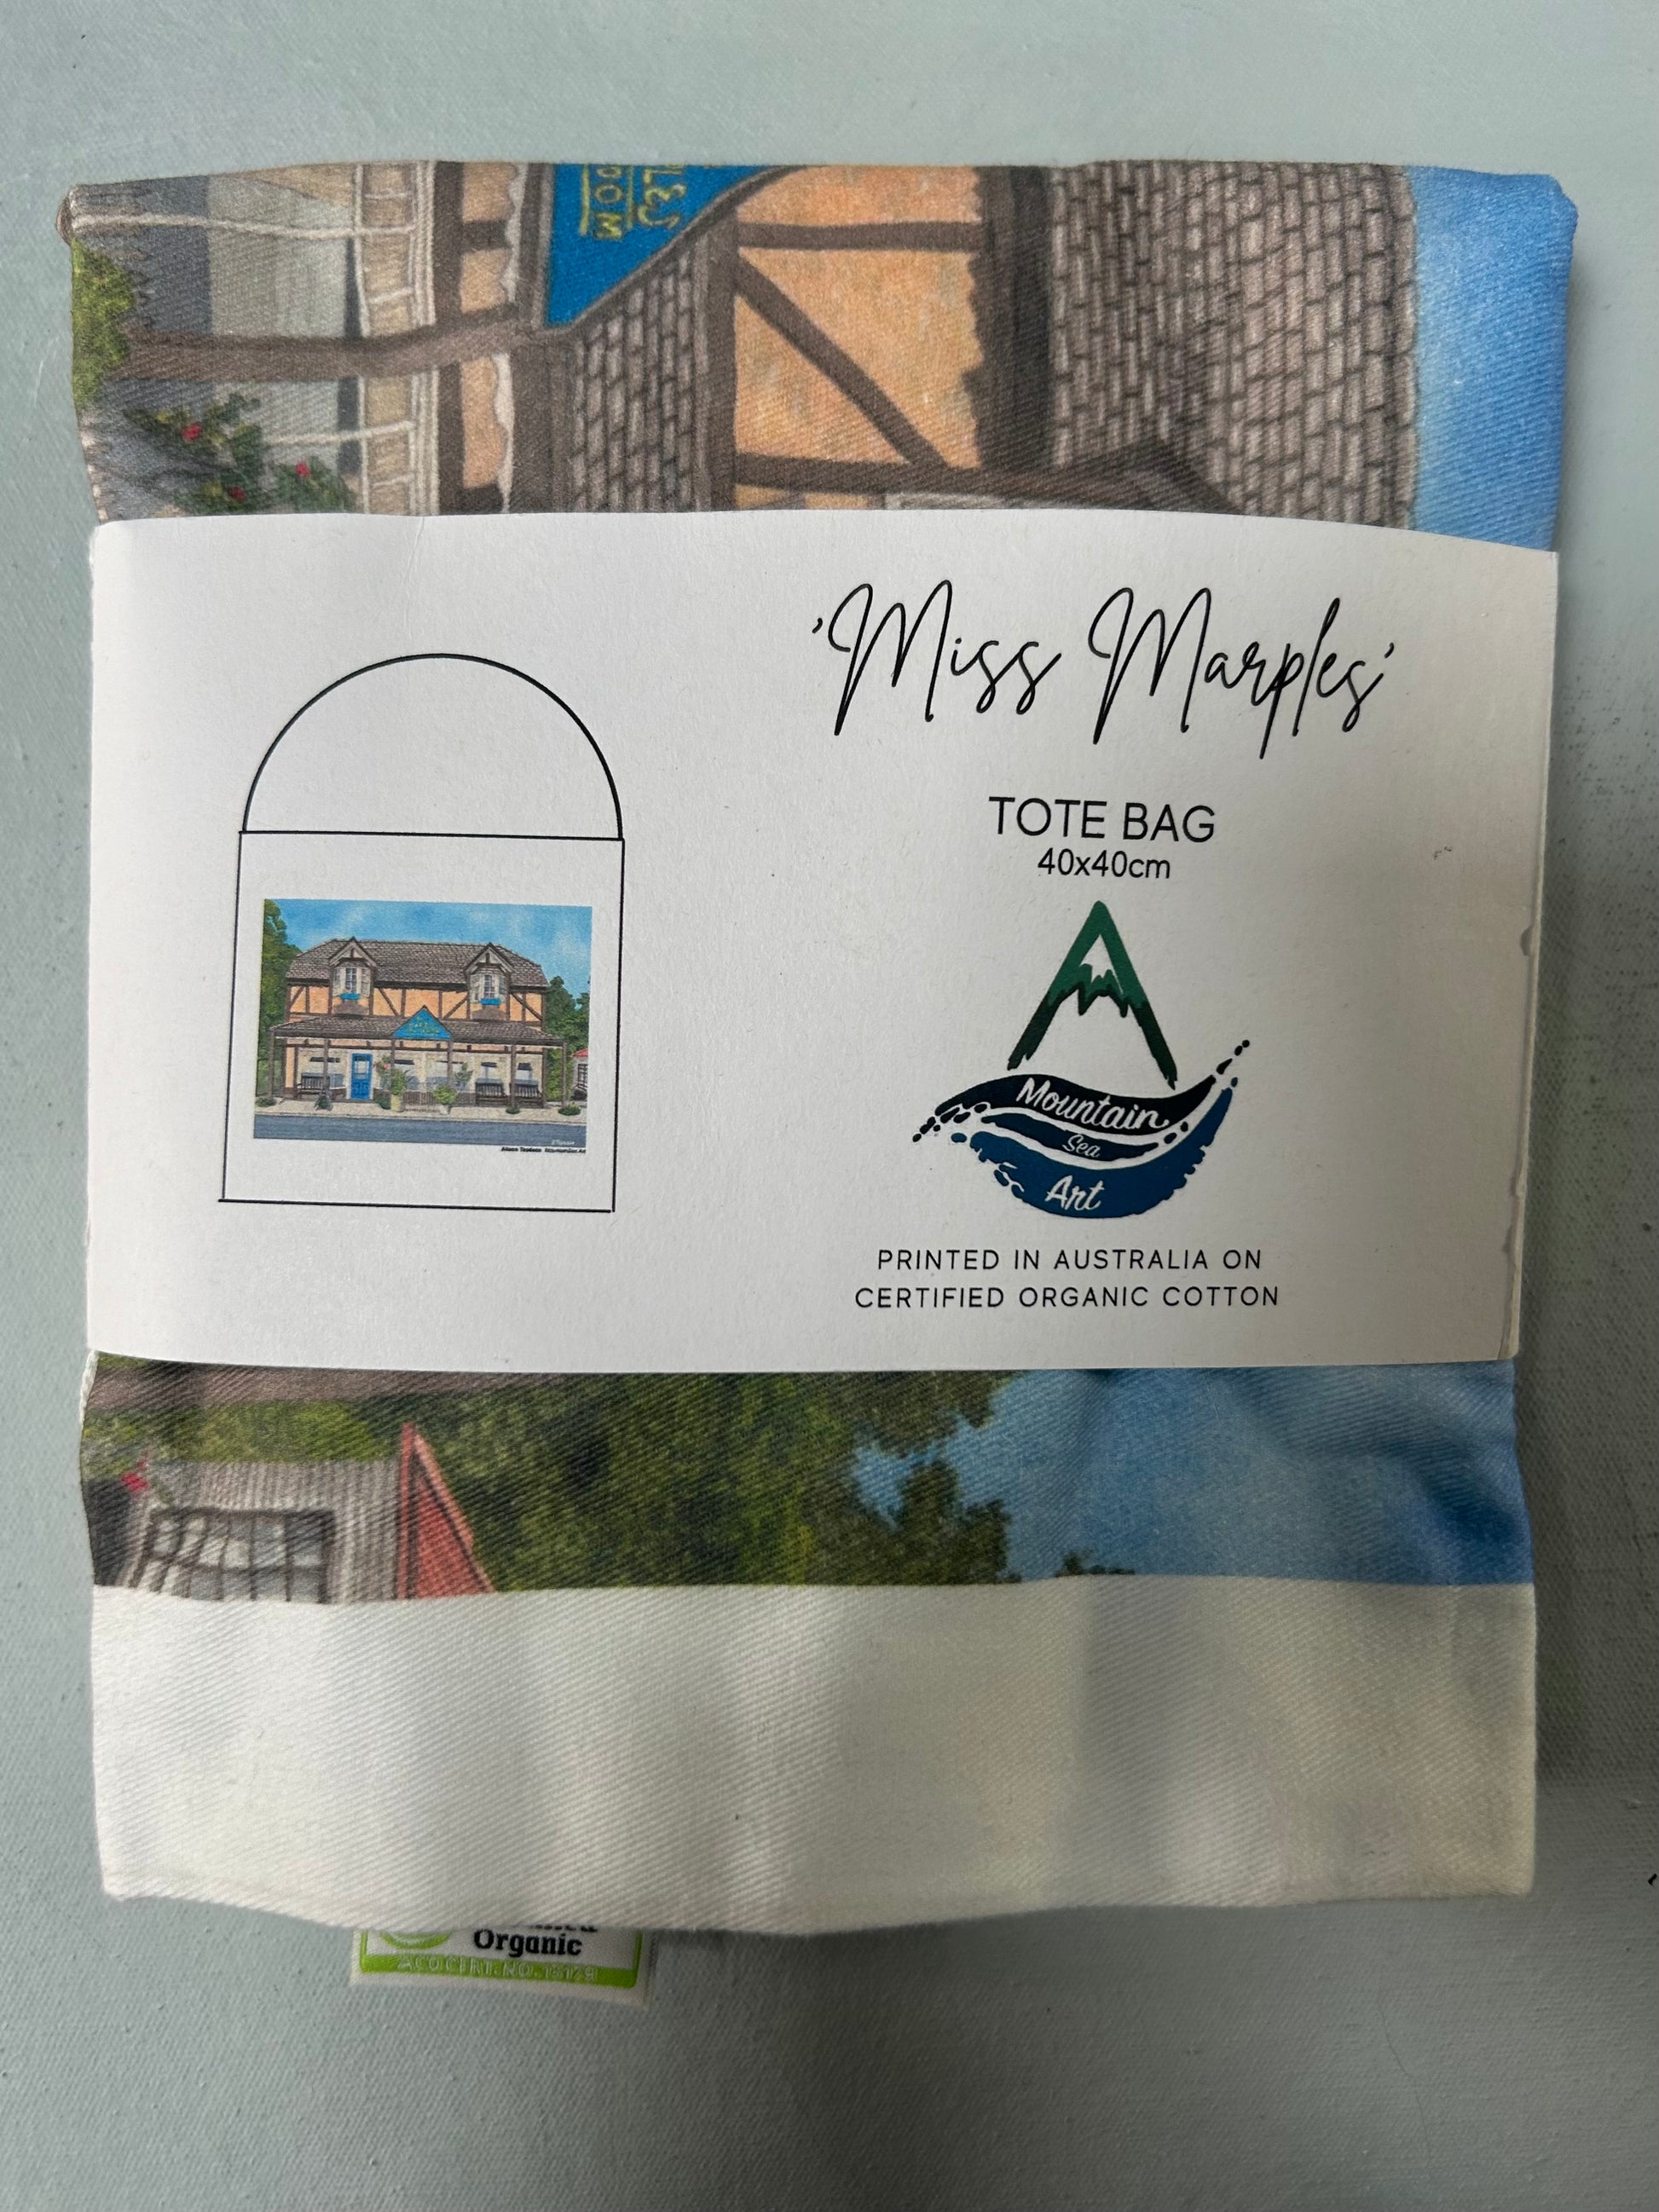 'Miss Marples'
TOTE BAG
40x40cm
Mountain
Sea
Art
PRINTED IN AUSTRALIA ON
CERTIFIED ORGANIC COTTON
Organic